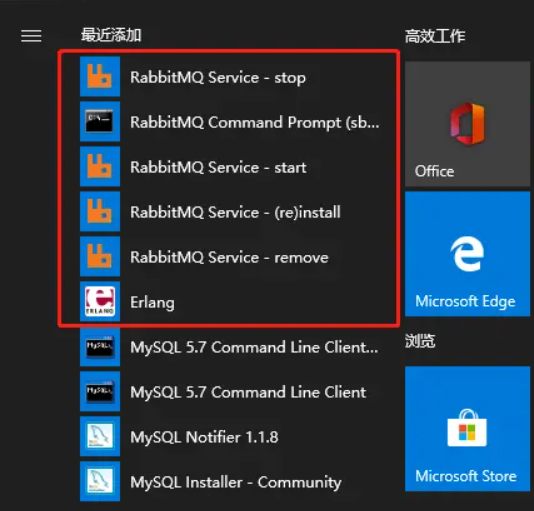 最近添加
RabbitMQ Service - stop
RabbitMQ Command Prompt (sb...
RabbitMQ Service - start
RabbitMQ Service - (re)install
RabbitMQ Service - remove
ERLANG
Erlang
MySQL 5.7 Command Line Client...
MySQL 5.7 Command Line Client
MySQL Notifier 1.1.8
MySQL Installer - Community
高效工作
Office
Microsoft Edge
浏览
Microsoft Store